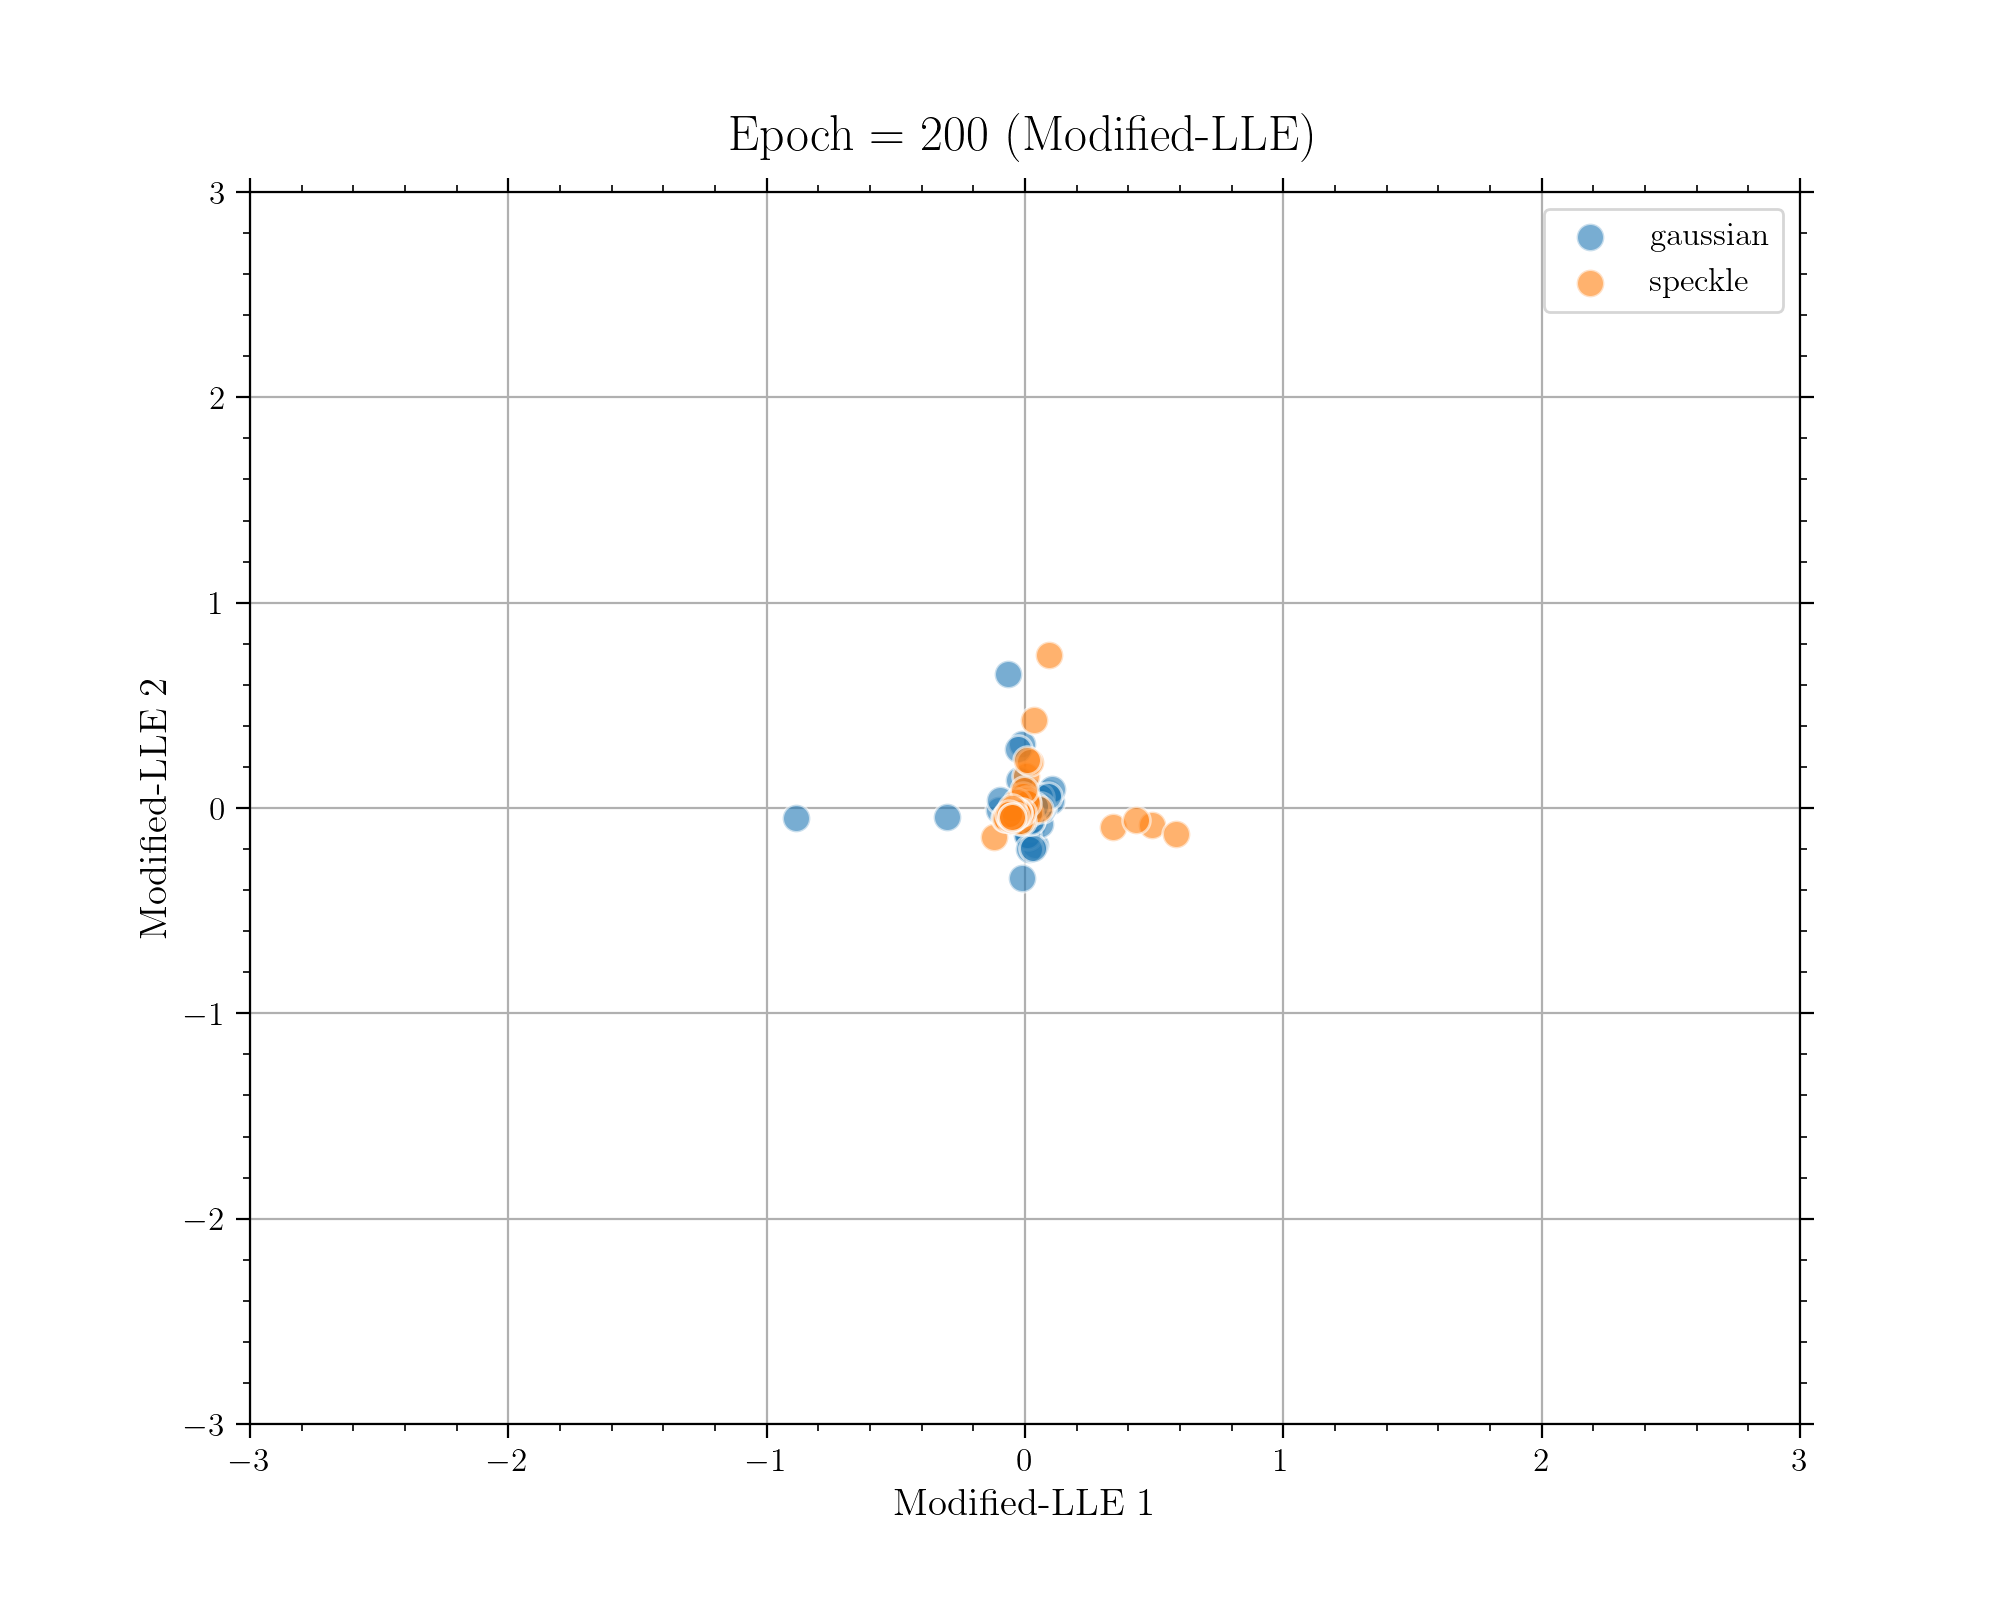 Epoch = 200 (Modified-LLE)
gaussian
speckle
3
2
1
0
−1
−2
−3
Modified-LLE 2
−3
−2
−1
0
1
2
3
Modified-LLE 1